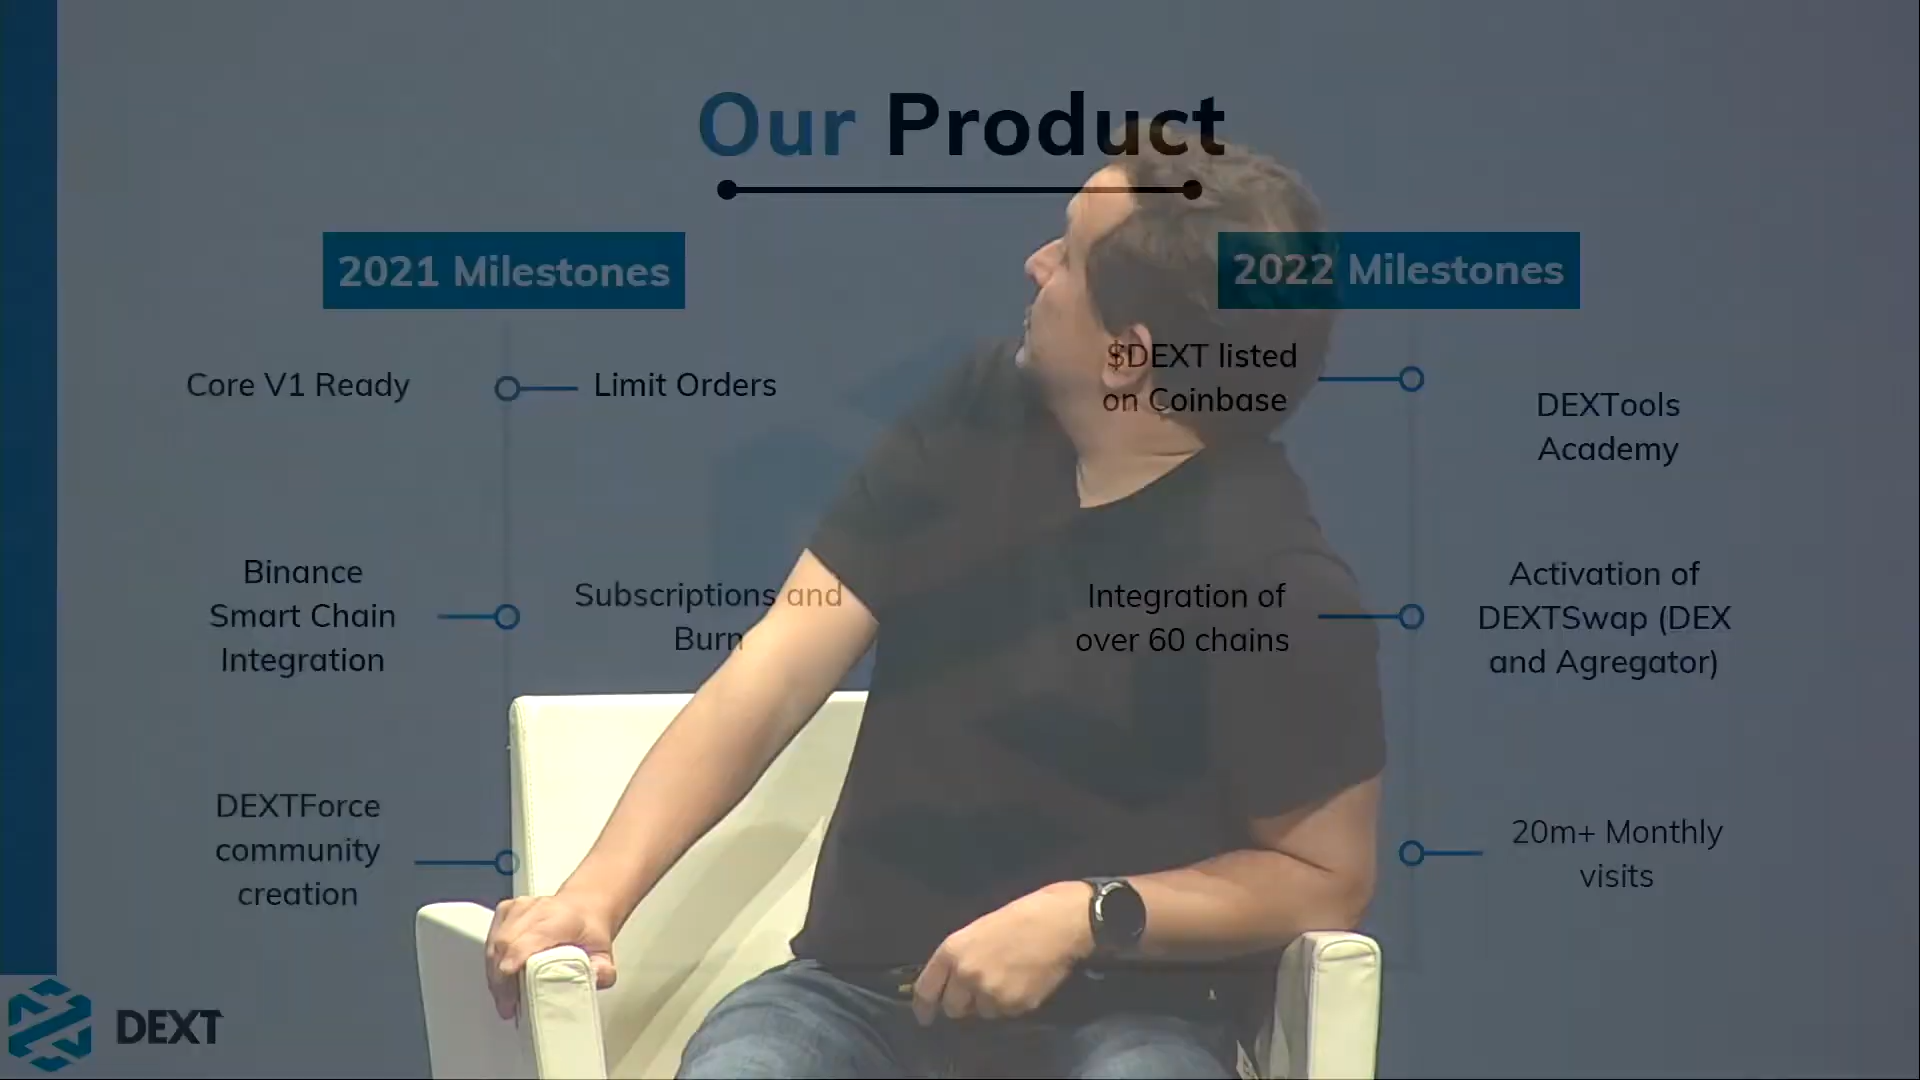 Our Product
2021 Milestones
Core V1 Ready
Limit Orders
Binance
Smart Chain
Integration
Subscriptions and
Burn
DEXTForce
community
creation
2022 Milestones
$DEXT listed
on Coinbase
DEXTools
Academy
Integration of
over 60 chains
Activation of
DEXTSwap (DEX
and Agregator)
20m+ Monthly
visits
DEXT